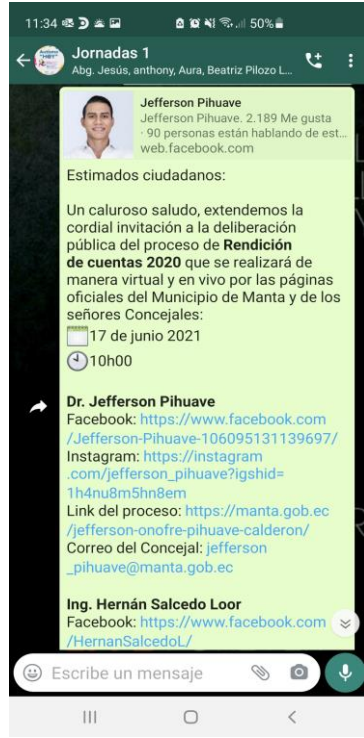 11:34
50%
Jornadas 1
Abg. Jesús, anthony, Aura, Beatriz Pilozo L...
Jefferson Pihuave
Jefferson Pihuave. 2.189 Me gusta
· 90 personas están hablando de est...
web.facebook.com
Estimados ciudadanos:
Un caluroso saludo, extendemos la
cordial invitación a la deliberación
pública del proceso de Rendición
de cuentas 2020 que se realizará de
manera virtual y en vivo por las páginas
oficiales del Municipio de Manta y de los
señores Concejales:
17 de junio 2021
10h00
Dr. Jefferson Pihuave
Facebook: https://www.facebook.com
/Jefferson-Pihuave-106095131139697/
Instagram: https://instagram
.com/jefferson_pihuave?igshid=
1h4nu8m5hn8em
Link del proceso: https://manta.gob.ec
/jefferson-onofre-pihuave-calderon/
Correo del Concejal: jefferson
_pihuave@manta.gob.ec
Ing. Hernán Salcedo Loor
Facebook: https://www.facebook.com
/HernanSalcedoL/
Escribe un mensaje